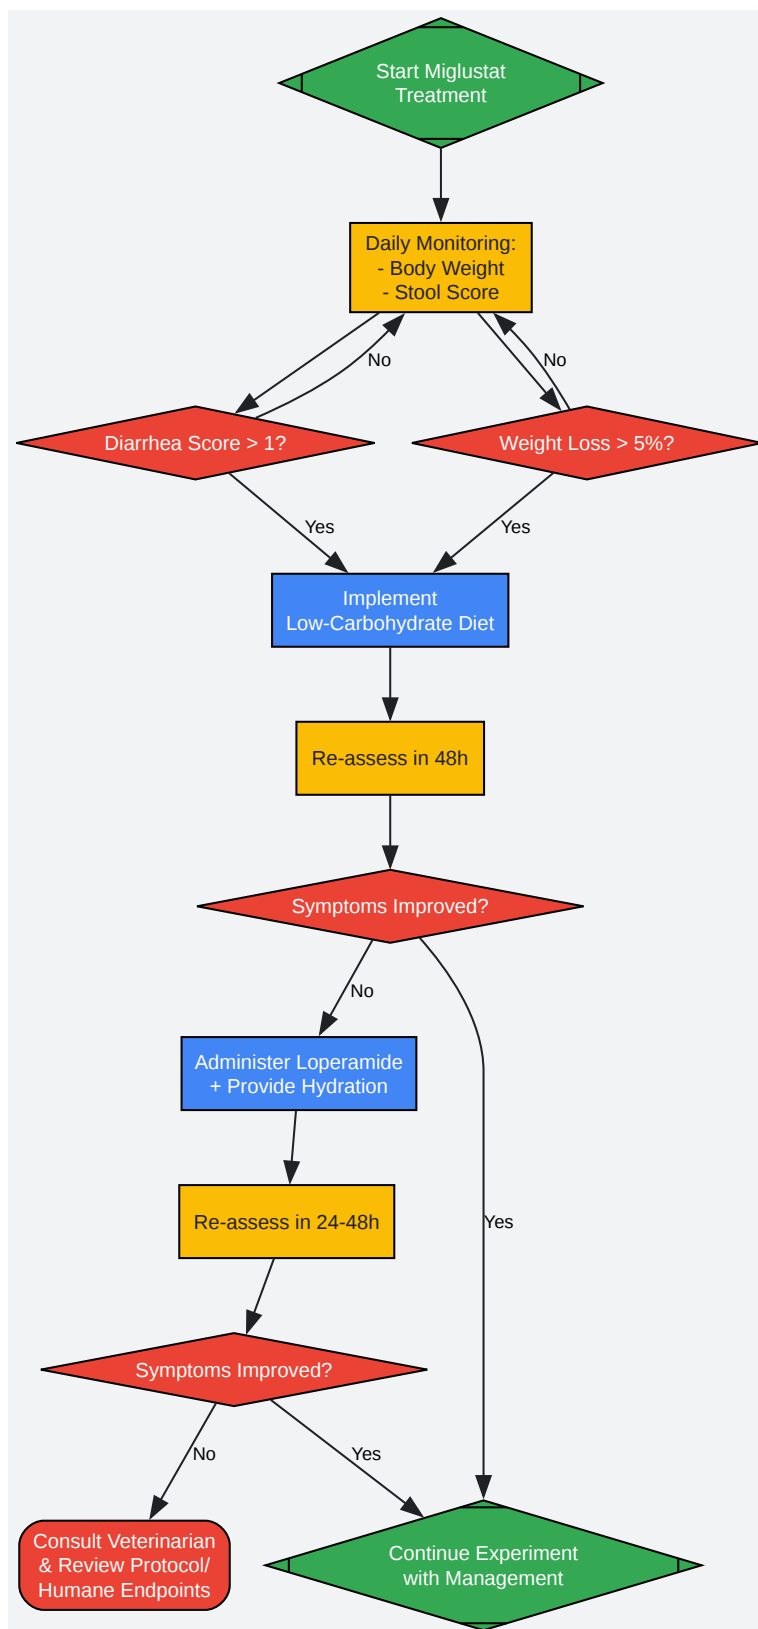 Start Miglustat
Treatment
Daily Monitoring:
- Body Weight
- Stool Score
No
No
Diarrhea Score > 1?
Weight Loss > 5%?
Yes
Yes
Implement
Low-Carbohydrate Diet
Re-assess in 48h
Symptoms Improved?
No
Administer Loperamide
+ Provide Hydration
Re-assess in 24-48h
Yes
Symptoms Improved?
No
Yes
Consult Veterinarian
& Review Protocol/
Humane Endpoints
Continue Experiment
with Management